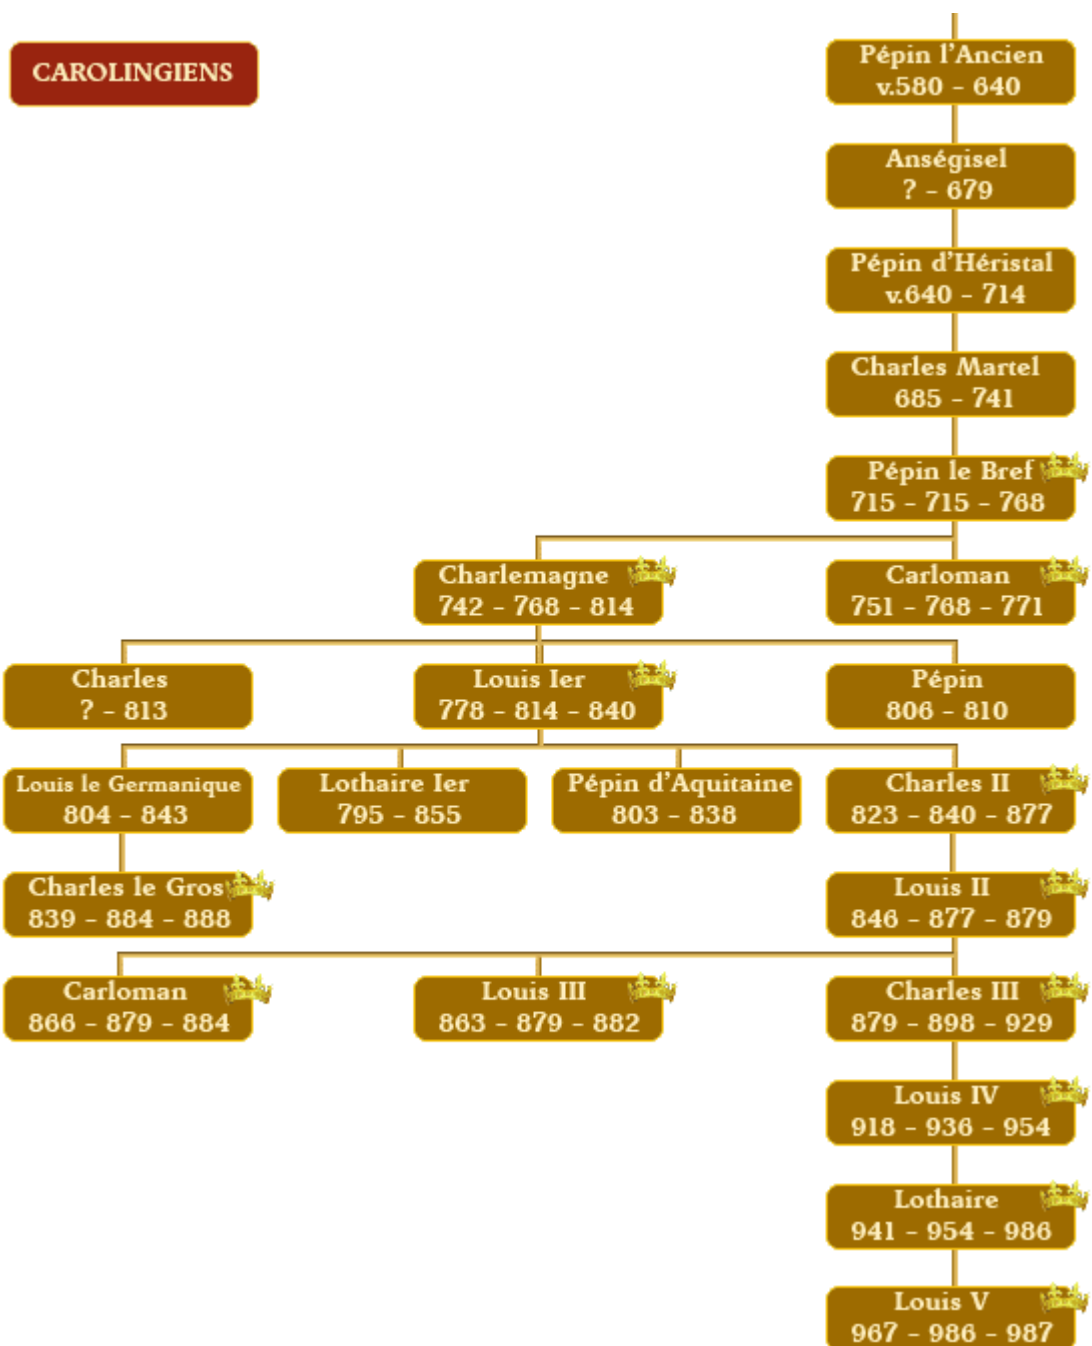 CAROLINGIENS
Pépin l'Ancien
v.580 - 640
Anségisel
? - 679
Pépin d'Héristal
v.640 - 714
Charles Martel
685 - 741
Pépin le Bref
715 - 715 - 768
Charlemagne
742 - 768 - 814
Carloman
751 - 768 - 771
Charles
? - 813
Louis Ier
778 - 814 - 840
Pépin
806 - 810
Louis le Germanique
804 - 843
Lothaire Ier
795 - 855
Pépin d'Aquitaine
803 - 838
Charles II
823 - 840 - 877
Charles le Gros
839 - 884 - 888
Louis II
846 - 877 - 879
Carloman
866 - 879 - 884
Louis III
863 - 879 - 882
Charles III
879 - 898 - 929
Louis IV
918 - 936 - 954
Lothaire
941 - 954 - 986
Louis V
967 - 986 - 987